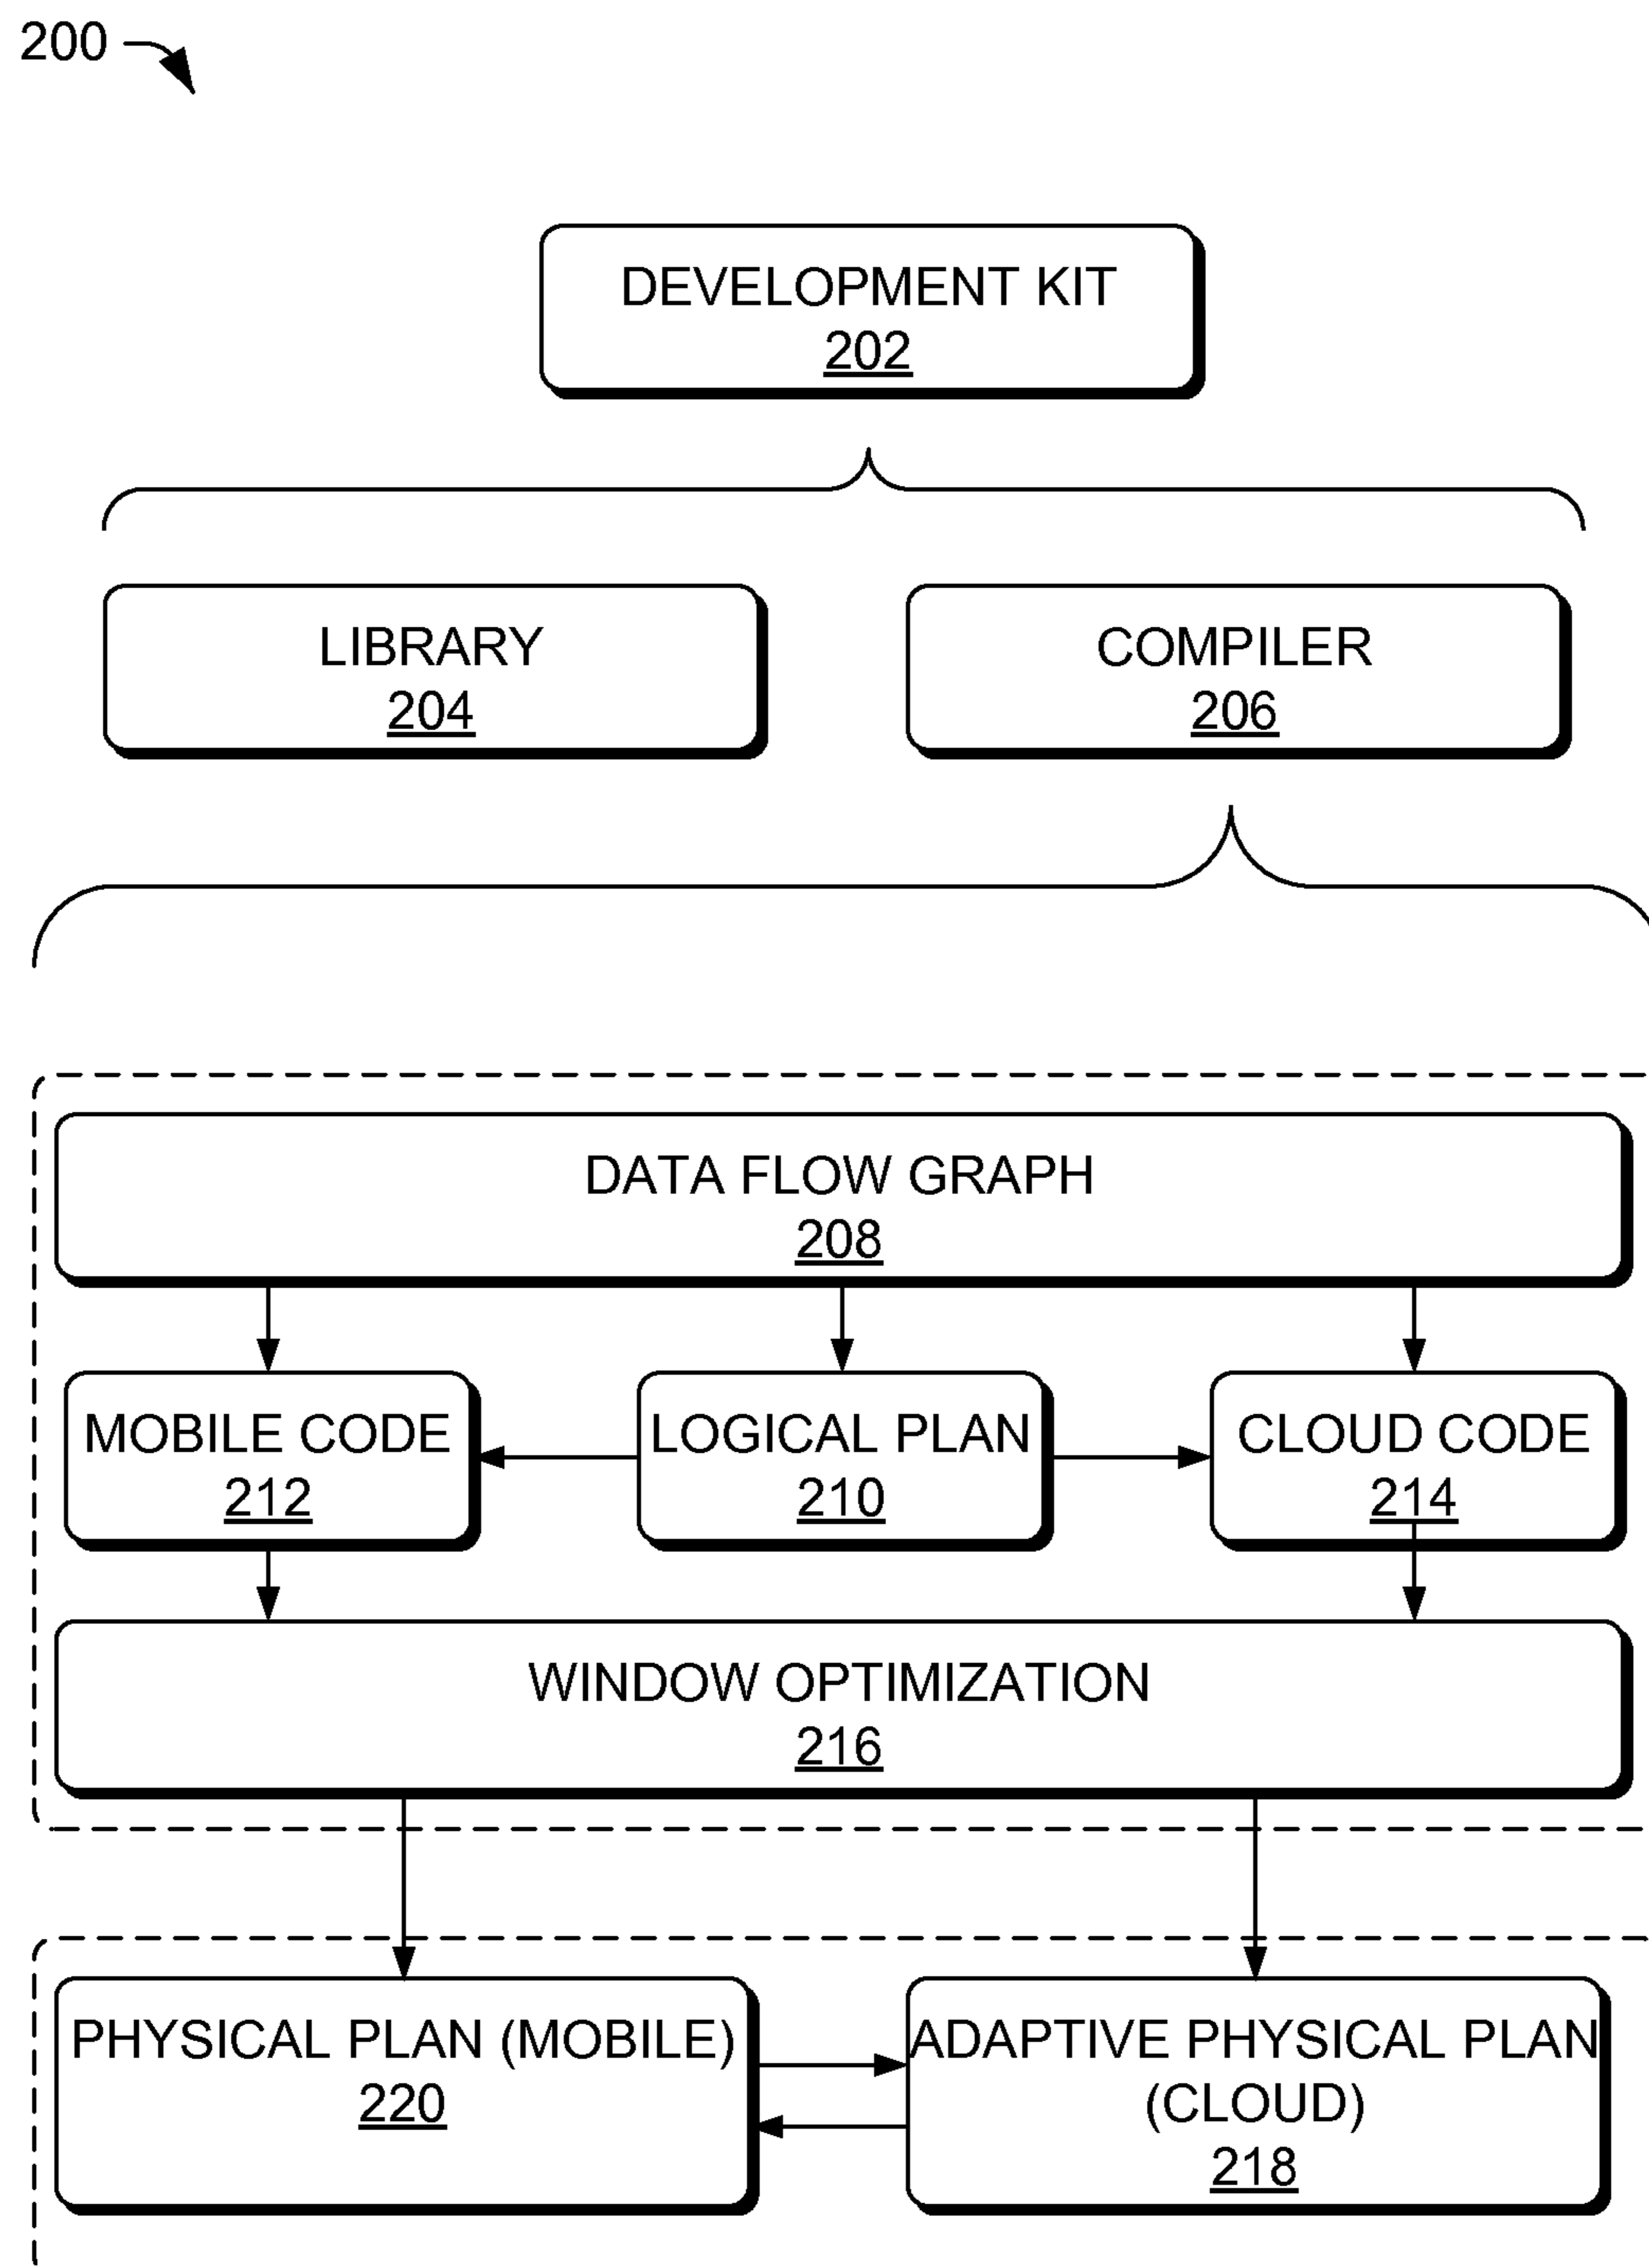 200
DEVELOPMENT KIT
202
LIBRARY
204
COMPILER
206
DATA FLOW GRAPH
208
MOBILE CODE
212
LOGICAL PLAN
210
CLOUD CODE
214
WINDOW OPTIMIZATION
216
PHYSICAL PLAN (MOBILE)
220
ADAPTIVE PHYSICAL PLAN
(CLOUD)
218